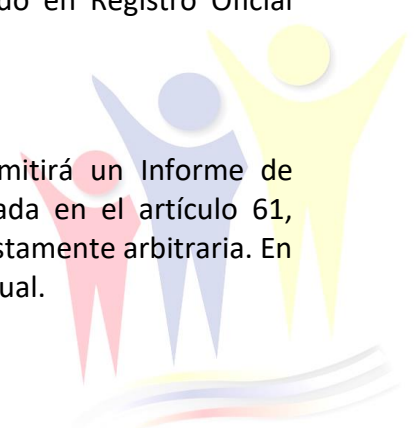 do en Registro Oficial
mitirá un Informe de
ada en el artículo 61,
stamente arbitraria. En
ual.